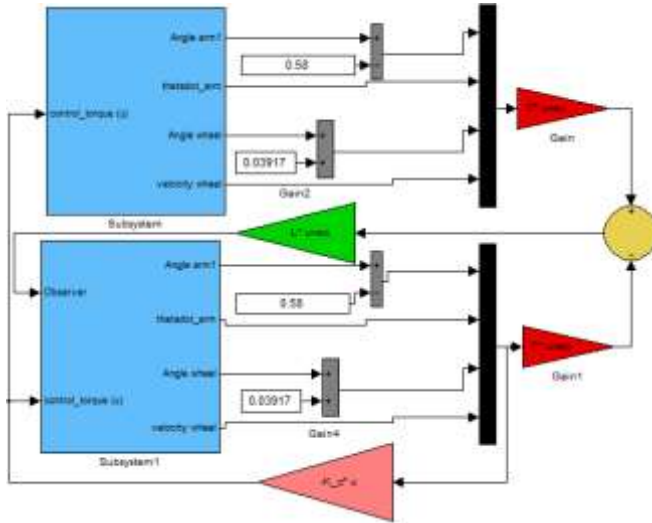 Angle arm1
0.58
thetadot_arm
control_torque (u)
Gain
Angle wheel
0.03917
velocity wheel
Gain2
Subsystem
Angle arm1
Observer
0.58
thetadot_arm
Angle wheel
Gain1
control_torque (u)
0.03917
velocity wheel
Gain4
Subsystem1